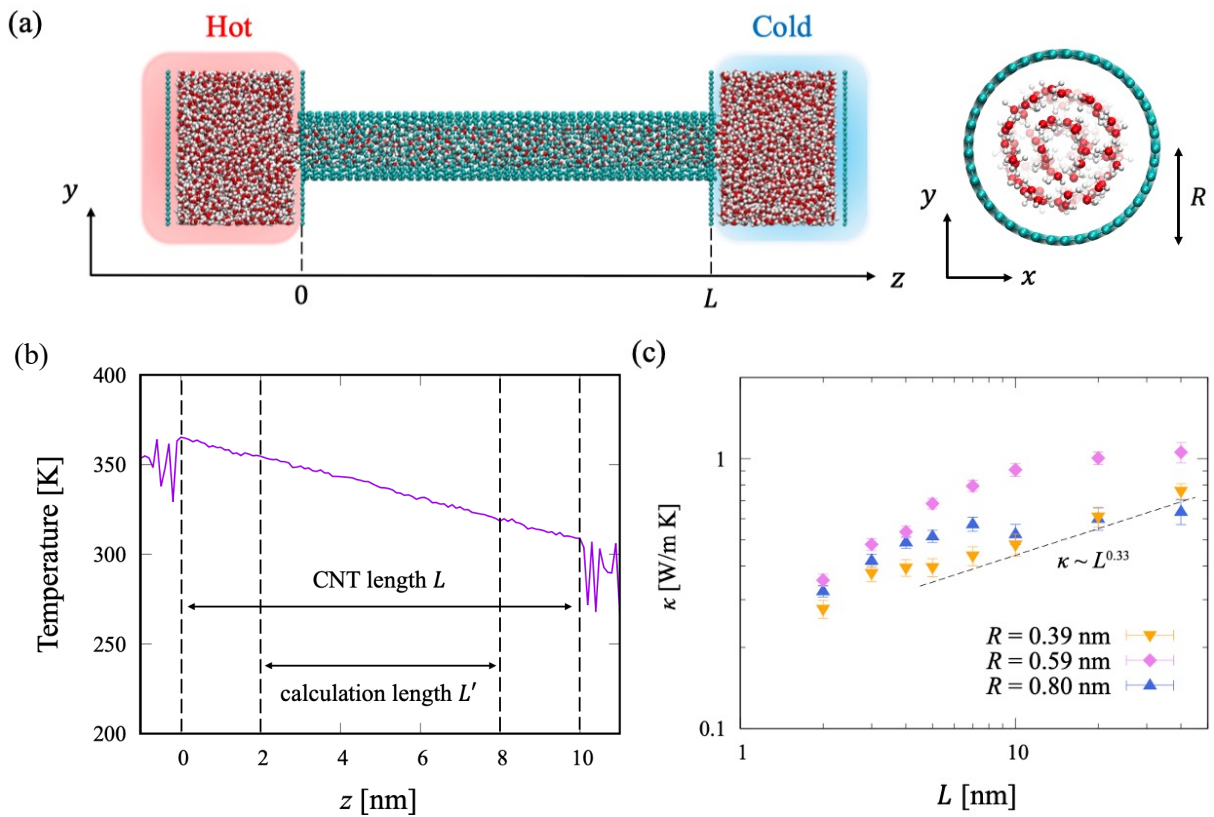 (a)
Hot
Cold
y
0
L
z
y
x
R
(b)
Temperature [K]
400
350
300
250
200
CNT length L
calculation length L′
0
2
4
6
8
10
z [nm]
(c)
κ [W/m K]
1
0.1
κ ~ L^0.33
R = 0.39 nm
R = 0.59 nm
R = 0.80 nm
1
10
50
L [nm]